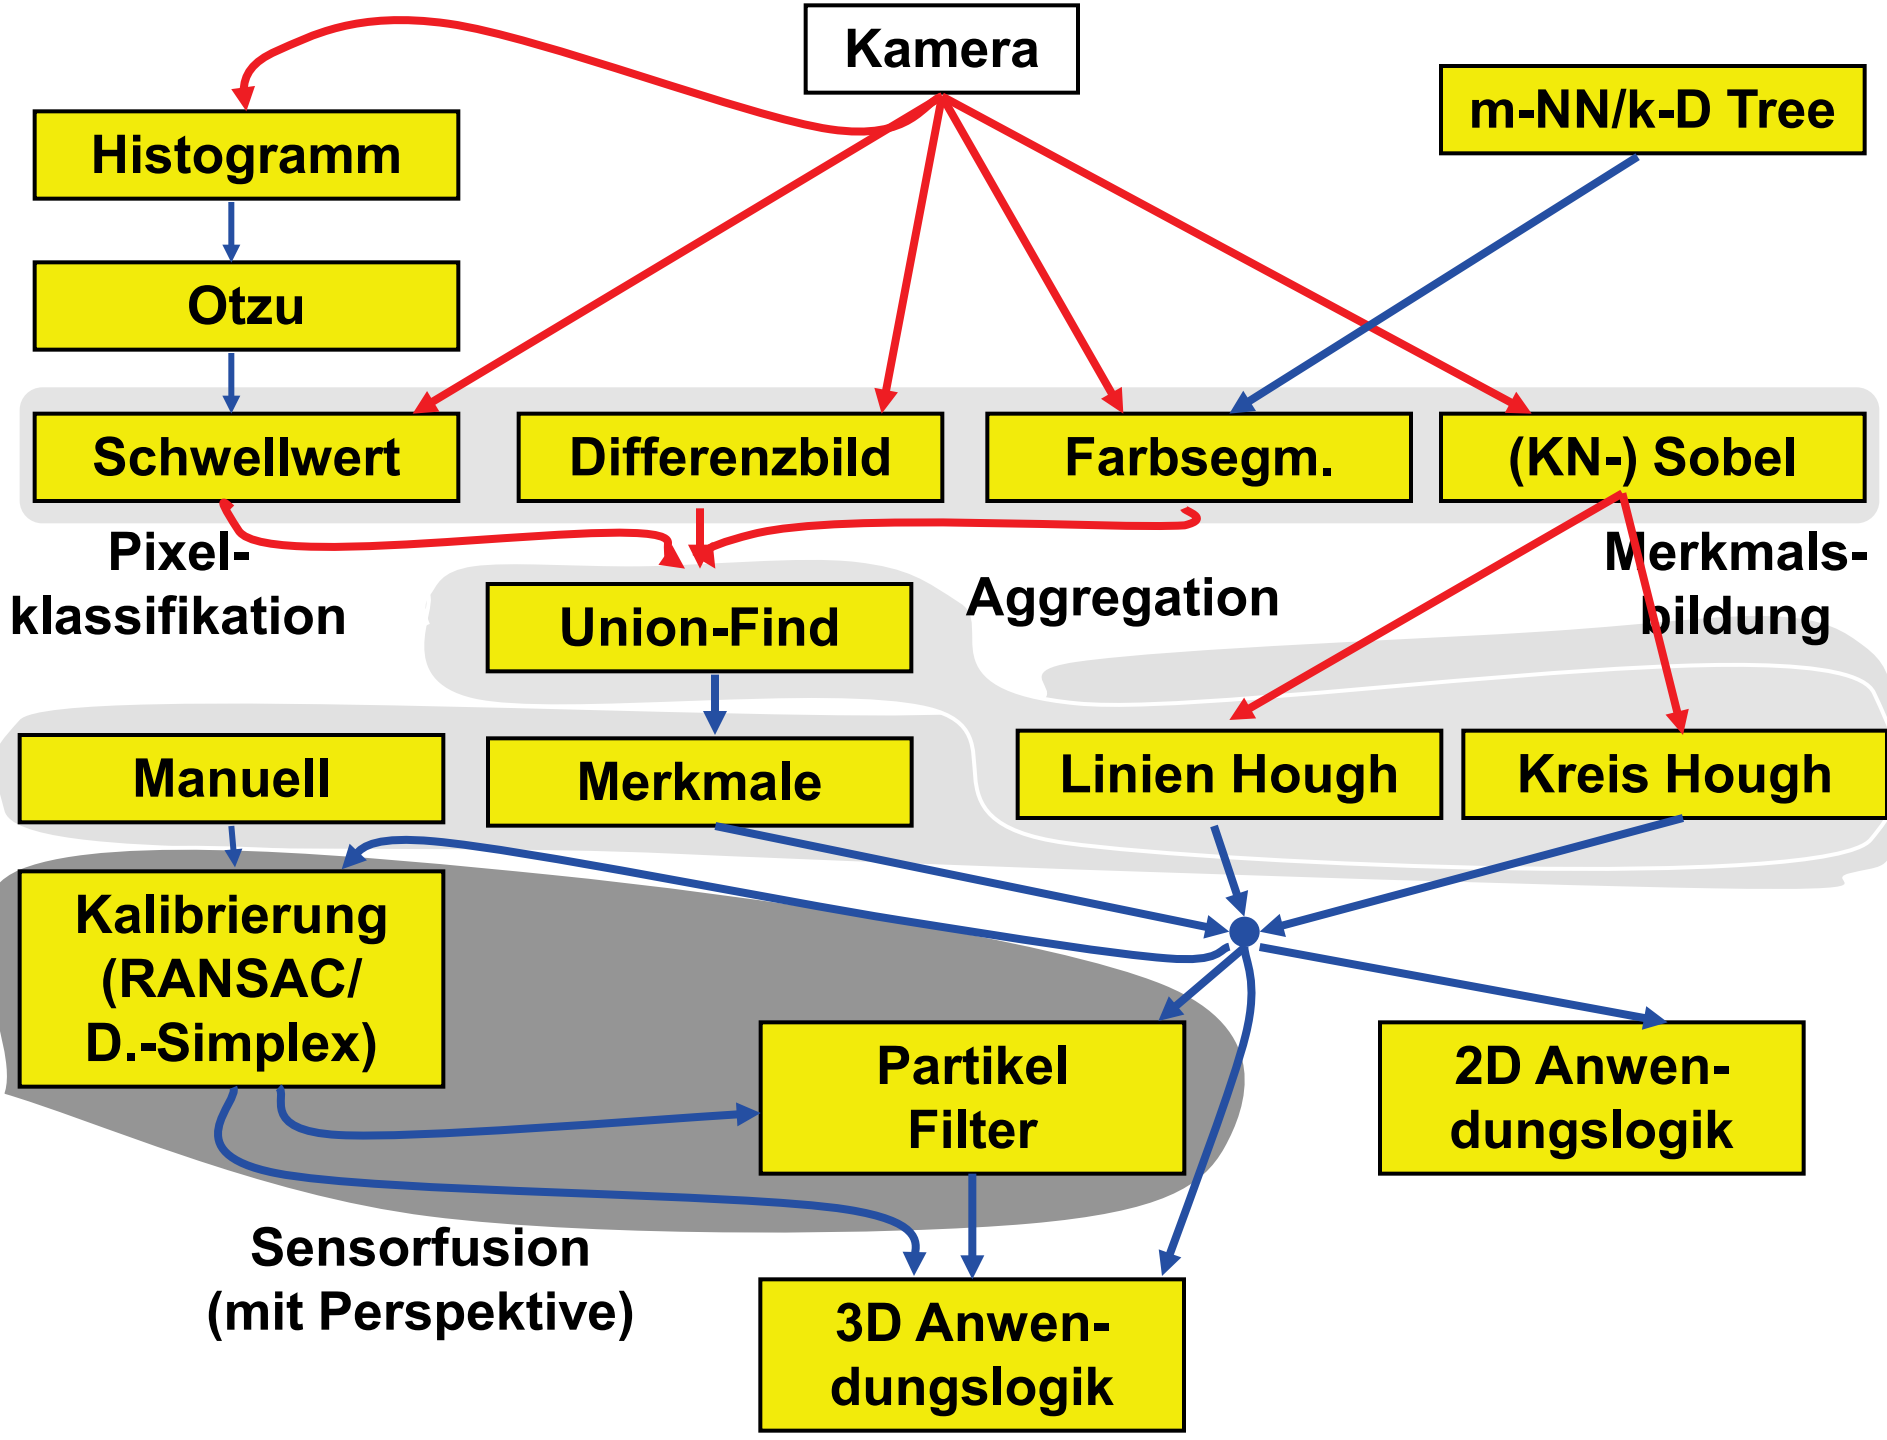 Kamera
m-NN/k-D Tree
Histogramm
Otzu
Schwellwert
Differenzbild
Farbsegm.
(KN-) Sobel
Pixel-
klassifikation
Aggregation
Merkmals-
bildung
Union-Find
Manuell
Merkmale
Linien Hough
Kreis Hough
Kalibrierung
(RANSAC/
D.-Simplex)
Partikel
Filter
2D Anwen-
dungslogik
Sensorfusion
(mit Perspektive)
3D Anwen-
dungslogik